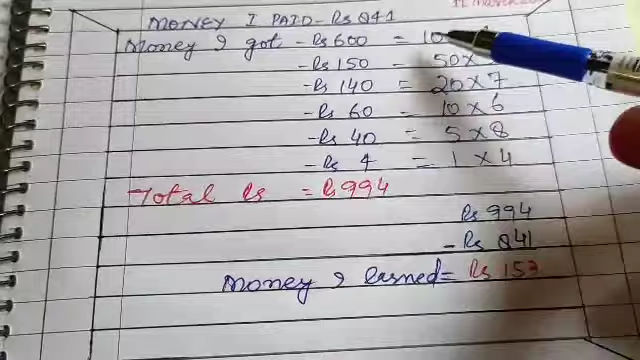 MONEY I PAID - Rs 841
Money I got - Rs 600 = 10
- Rs 150 - 50 x
- Rs 140 = 20 x 7
- Rs 60 = 10 x 6
- Rs 40 = 5 x 8
- Rs 4 = 1 x 4
Total Rs = Rs 994
Rs 994
- Rs 841
Money I earned = Rs 153